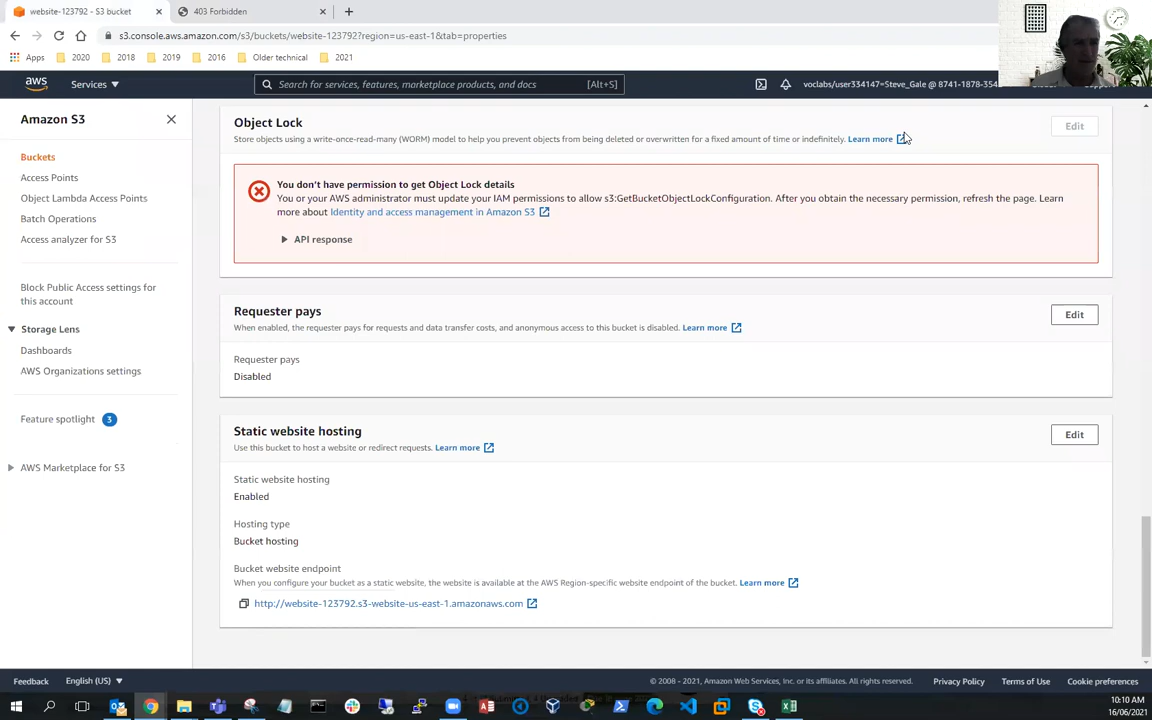 website-123792 - S3 bucket
403 Forbidden
s3.console.aws.amazon.com/s3/buckets/website-123792?region=us-east-1&tab=properties
Apps 2020 2018 2019 2016 Older technical 2021
aws Services Search for services, features, marketplace products, and docs [Alt+S] voclabs/user334147=Steve_Gale @ 8741-1878-354
Amazon S3
Buckets
Access Points
Object Lambda Access Points
Batch Operations
Access analyzer for S3
Block Public Access settings for
this account
Storage Lens
Dashboards
AWS Organizations settings
Feature spotlight 3
AWS Marketplace for S3
Object Lock
Edit
Store objects using a write-once-read-many (WORM) model to help you prevent objects from being deleted or overwritten for a fixed amount of time or indefinitely. Learn more
You don't have permission to get Object Lock details
You or your AWS administrator must update your IAM permissions to allow s3:GetBucketObjectLockConfiguration. After you obtain the necessary permission, refresh the page. Learn
more about Identity and access management in Amazon S3
API response
Requester pays
Edit
When enabled, the requester pays for requests and data transfer costs, and anonymous access to this bucket is disabled. Learn more
Requester pays
Disabled
Static website hosting
Edit
Use this bucket to host a website or redirect requests. Learn more
Static website hosting
Enabled
Hosting type
Bucket hosting
Bucket website endpoint
When you configure your bucket as a static website, the website is available at the AWS Region-specific website endpoint of the bucket. Learn more
http://website-123792.s3-website-us-east-1.amazonaws.com
Feedback English (US) © 2008 - 2021, Amazon Web Services, Inc. or its affiliates. All rights reserved. Privacy Policy Terms of Use Cookie preferences
10:10 AM
16/06/2021